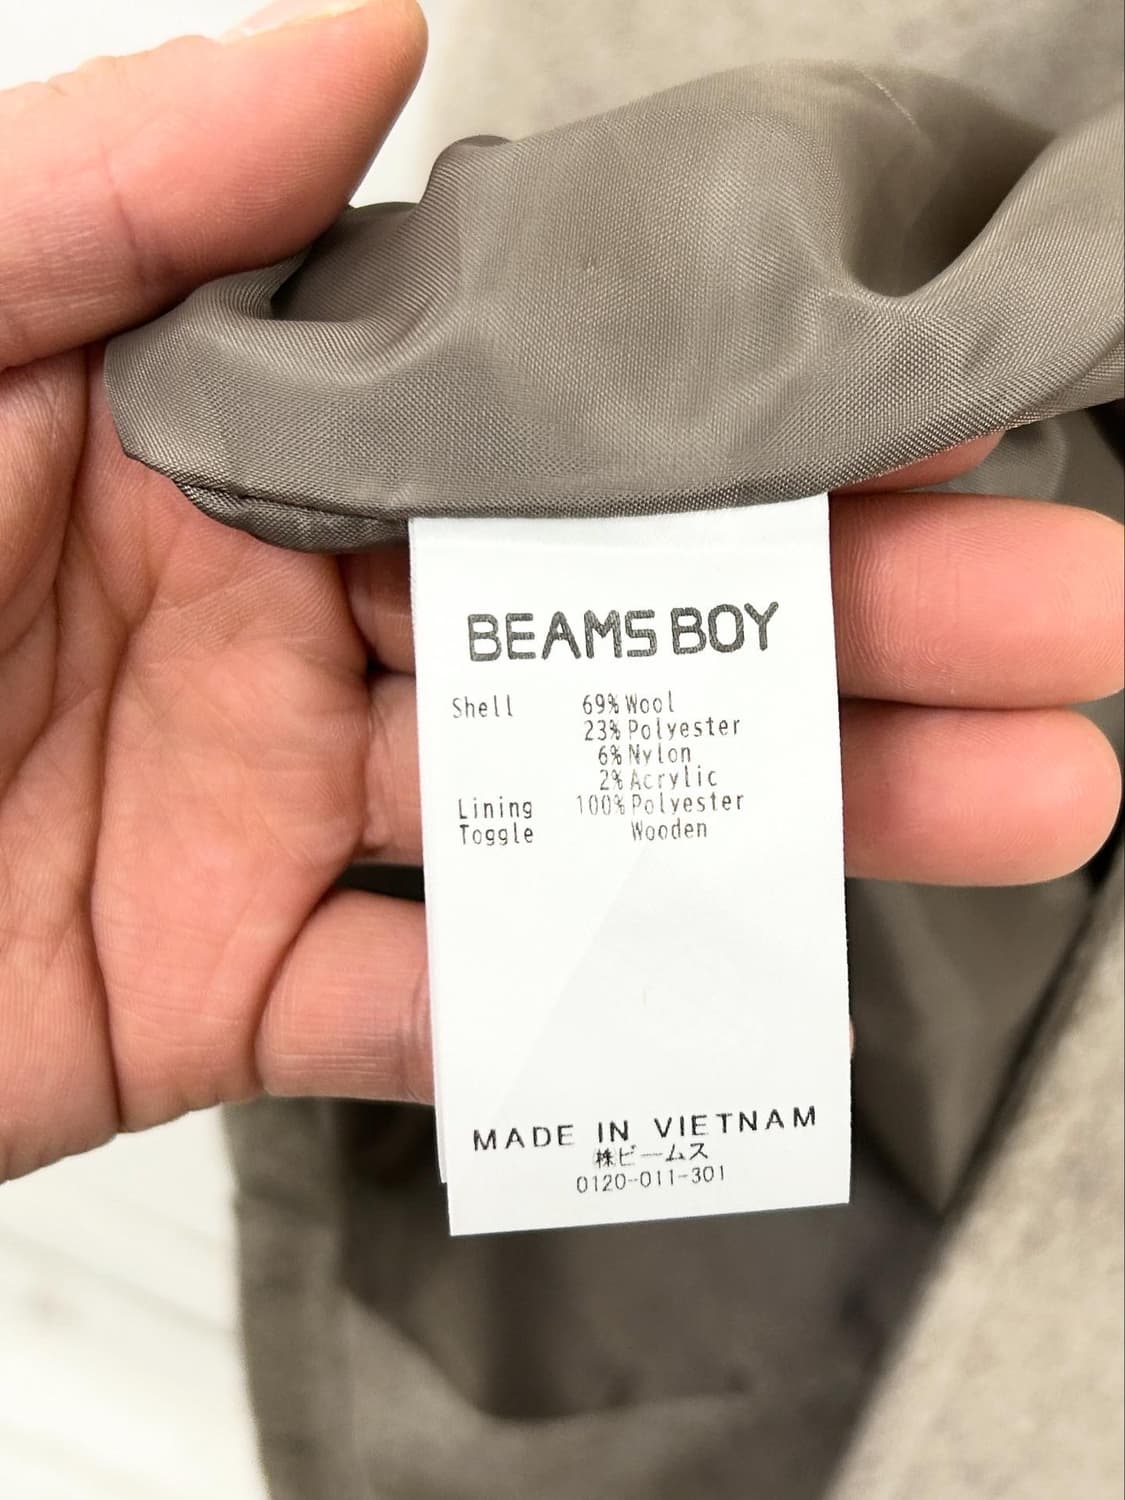 BEAMS BOY
Shell 69% Wool
23% Polyester
6% Nylon
2% Acrylic
Lining 100% Polyester
Toggle Wooden
MADE IN VIETNAM
㈱ビームス
0120-011-301